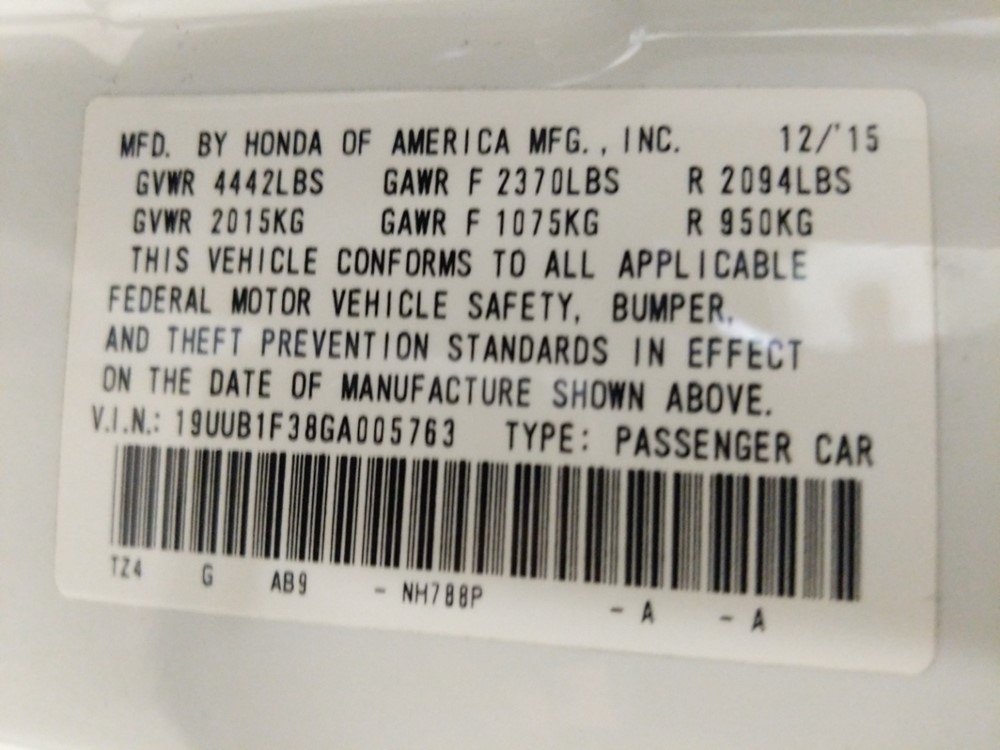 MFD. BY HONDA OF AMERICA MFG., INC. 12/'15
GVWR 4442LBS GAWR F 2370LBS R 2094LBS
GVWR 2015KG GAWR F 1075KG R 950KG
THIS VEHICLE CONFORMS TO ALL APPLICABLE
FEDERAL MOTOR VEHICLE SAFETY, BUMPER,
AND THEFT PREVENTION STANDARDS IN EFFECT
ON THE DATE OF MANUFACTURE SHOWN ABOVE.
V.I.N.: 19UUB1F38GA005763 TYPE: PASSENGER CAR
TZ4 G AB9 - NH788P - A - A